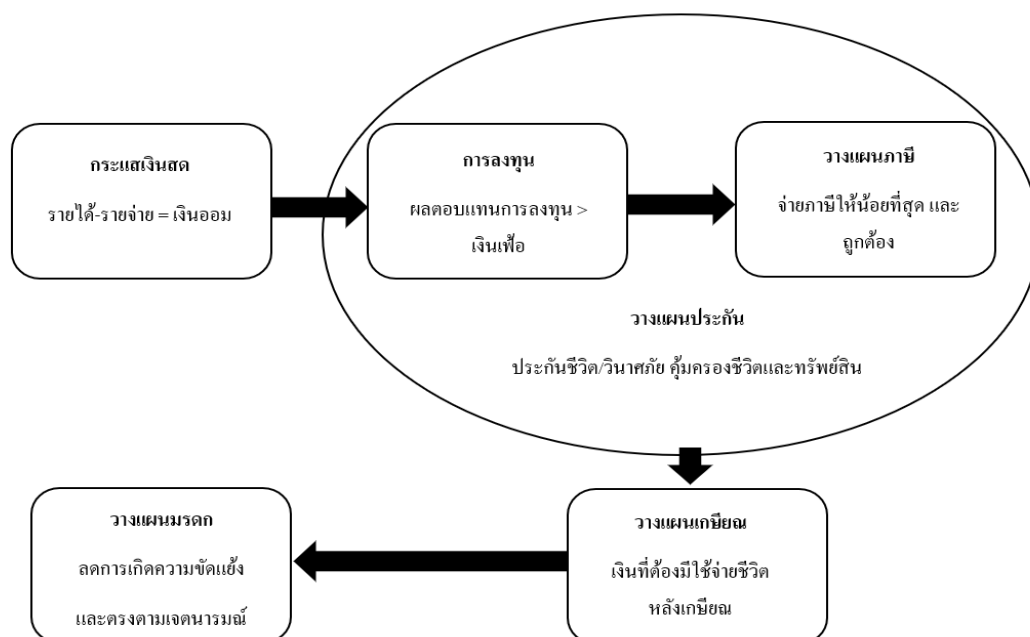 กระแสเงินสด
รายได้-รายจ่าย = เงินออม
การลงทุน
ผลตอบแทนการลงทุน >
เงินเฟ้อ
วางแผนภาษี
จ่ายภาษีให้น้อยที่สุด และ
ถูกต้อง
วางแผนประกัน
ประกันชีวิต/วินาศภัย คุ้มครองชีวิตและทรัพย์สิน
วางแผนเกษียณ
เงินที่ต้องมีใช้จ่ายชีวิต
หลังเกษียณ
วางแผนมรดก
ลดการเกิดความขัดแย้ง
และตรงตามเจตนารมณ์